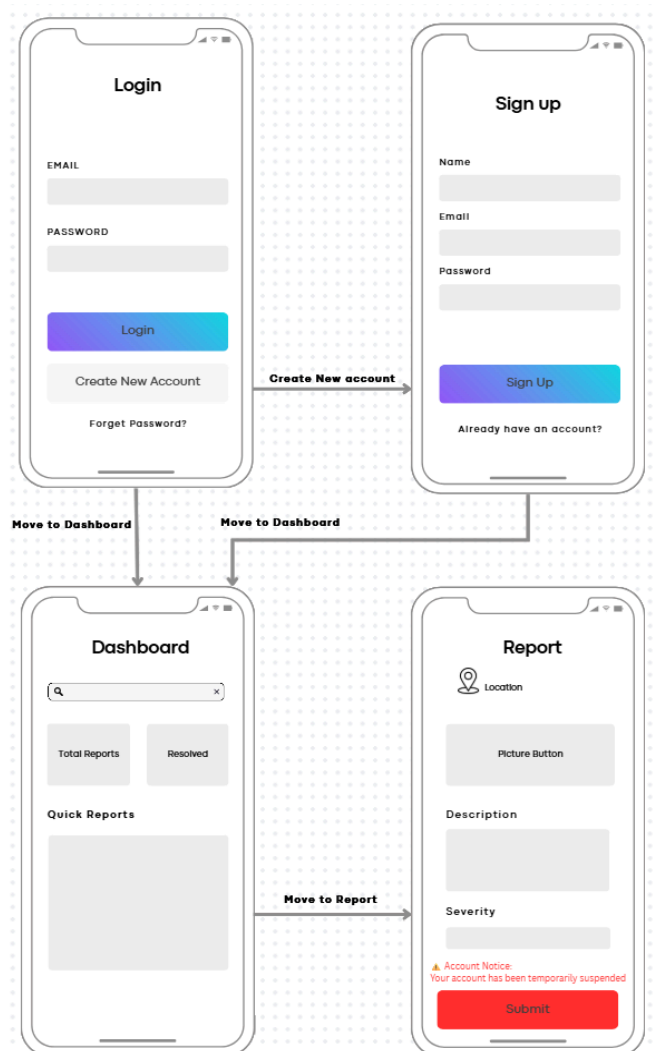 Login
EMAIL
PASSWORD
Login
Create New Account
Forget Password?
Create New account
Sign up
Name
Email
Password
Sign Up
Already have an account?
Move to Dashboard
Move to Dashboard
Dashboard
Total Reports
Resolved
Quick Reports
Move to Report
Report
Location
Picture Button
Description
Severity
⚠ Account Notice:
Your account has been temporarily suspended
Submit